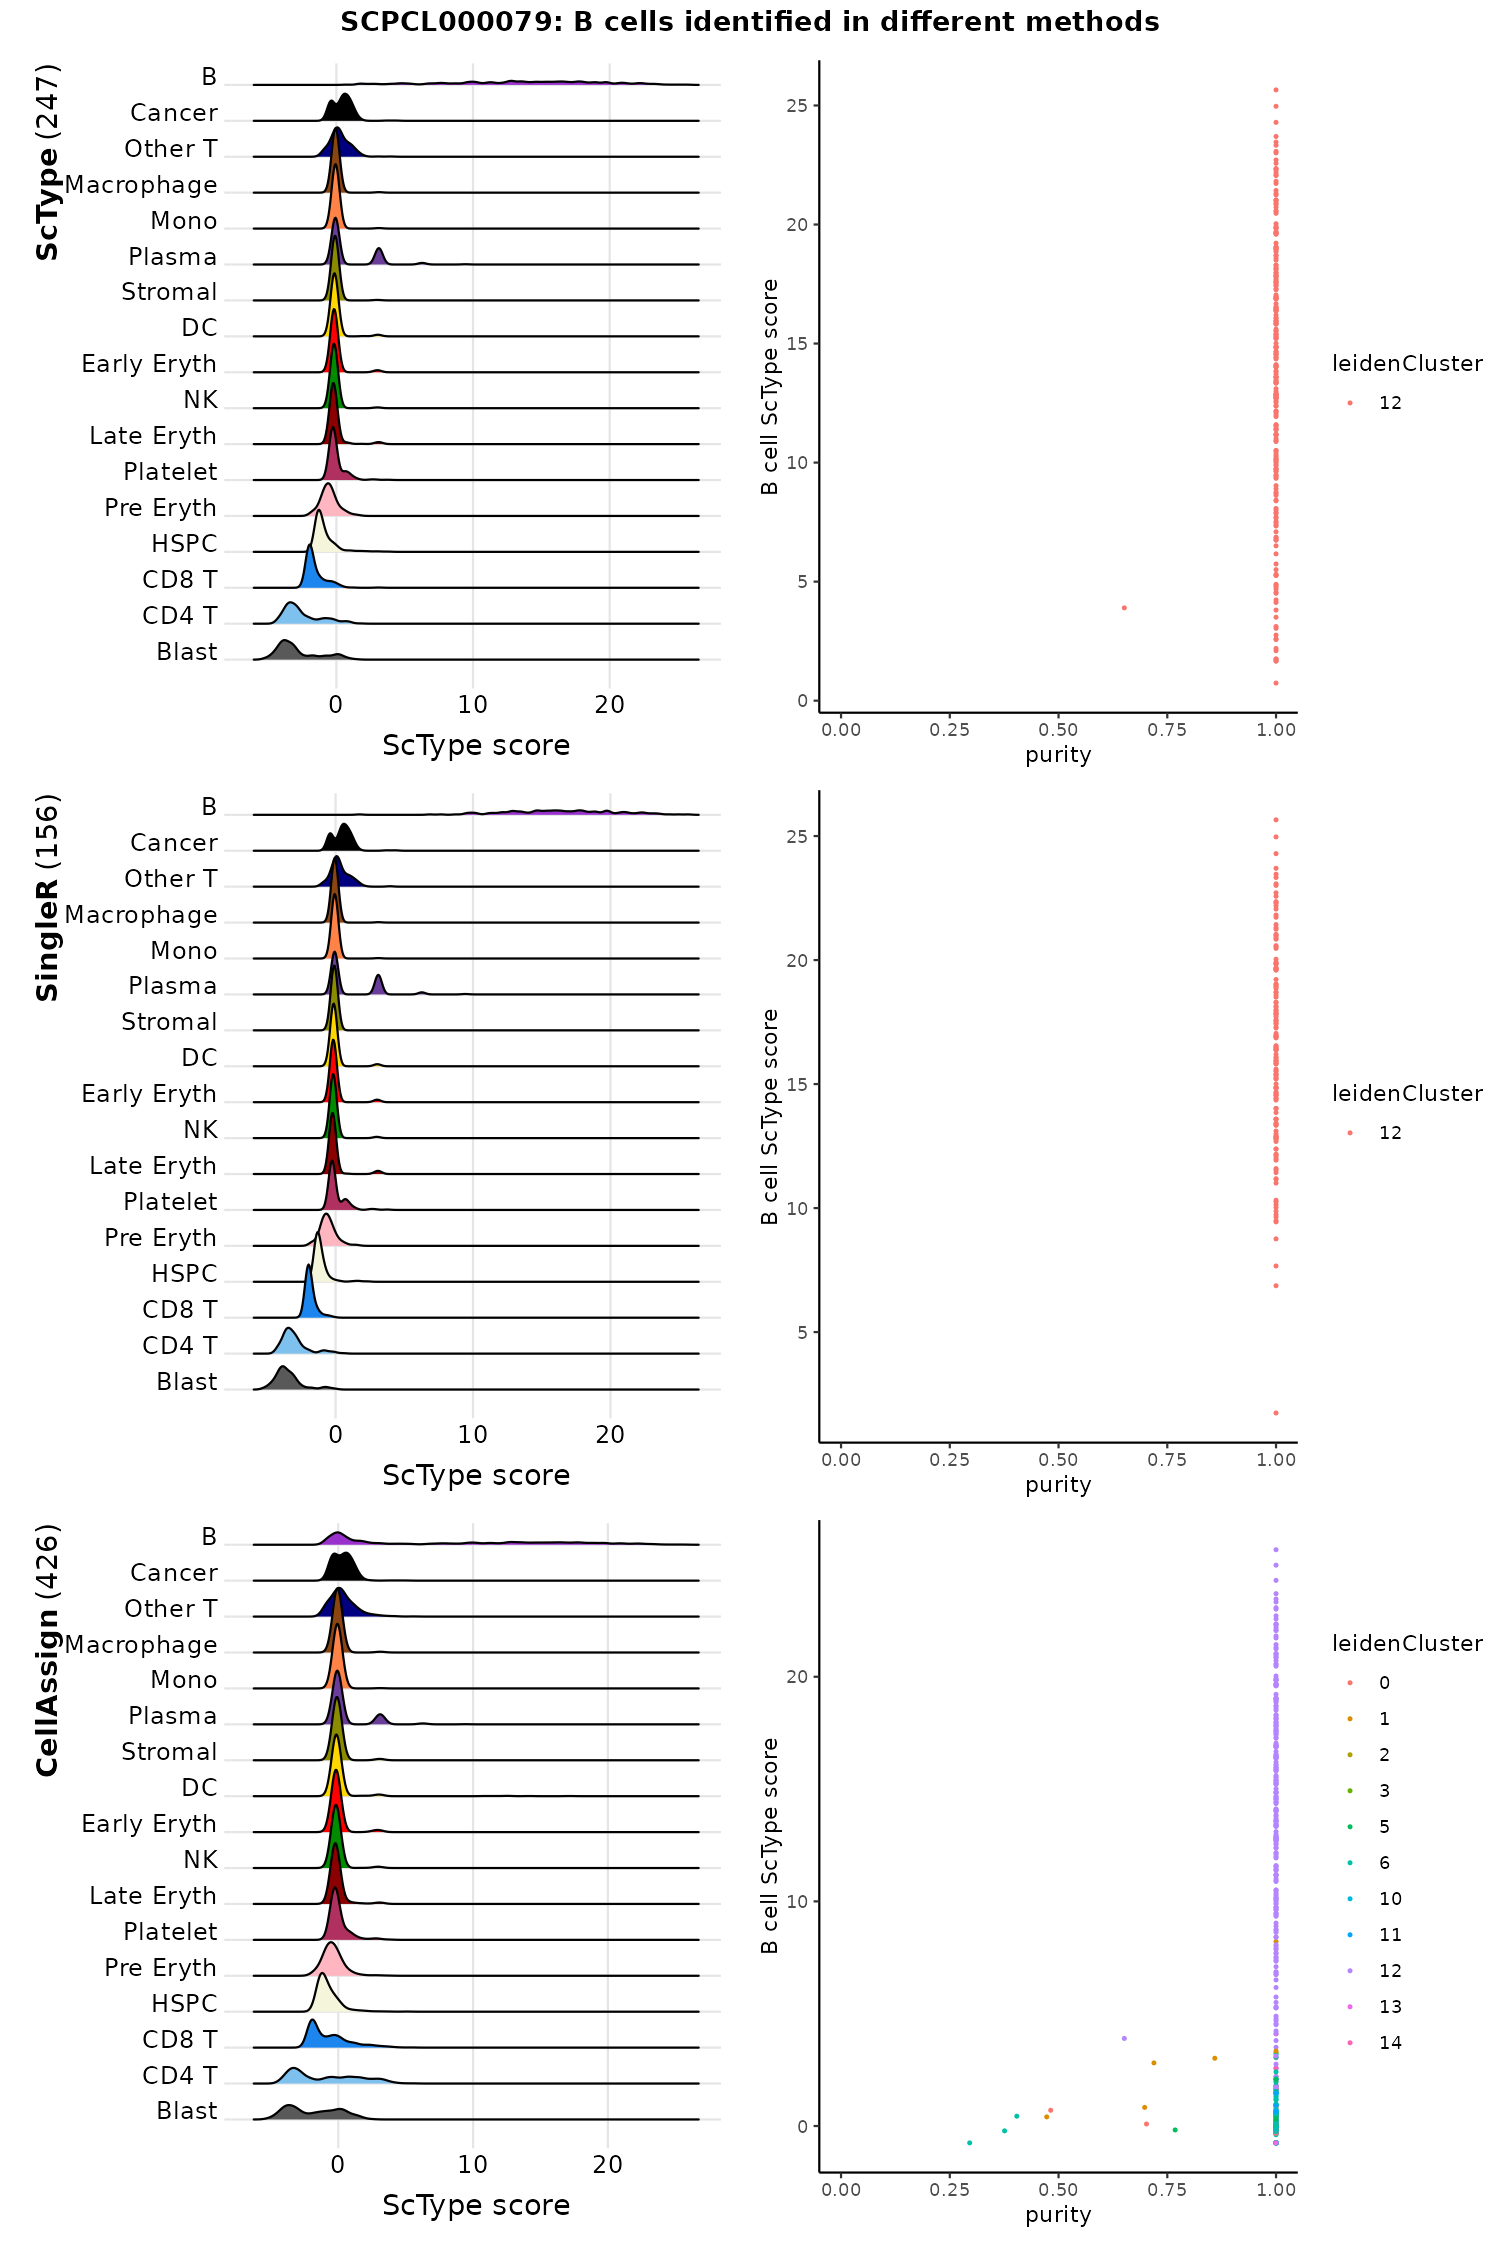 SCPCL000079: B cells identified in different methods
ScType (247)
B
Cancer
Other T
Macrophage
Mono
Plasma
Stromal
DC
Early Eryth
NK
Late Eryth
Platelet
Pre Eryth
HSPC
CD8 T
CD4 T
Blast
0 10 20
ScType score
B cell ScType score
25
20
15
10
5
0
0.00 0.25 0.50 0.75 1.00
purity
leidenCluster
12
SingleR (156)
B
Cancer
Other T
Macrophage
Mono
Plasma
Stromal
DC
Early Eryth
NK
Late Eryth
Platelet
Pre Eryth
HSPC
CD8 T
CD4 T
Blast
0 10 20
ScType score
B cell ScType score
25
20
15
10
5
0.00 0.25 0.50 0.75 1.00
purity
leidenCluster
12
CellAssign (426)
B
Cancer
Other T
Macrophage
Mono
Plasma
Stromal
DC
Early Eryth
NK
Late Eryth
Platelet
Pre Eryth
HSPC
CD8 T
CD4 T
Blast
0 10 20
ScType score
B cell ScType score
20
10
0
0.00 0.25 0.50 0.75 1.00
purity
leidenCluster
0
1
2
3
5
6
10
11
12
13
14